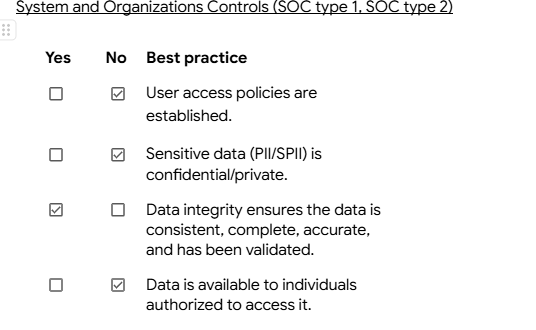 System and Organizations Controls (SOC type 1, SOC type 2)
Yes No Best practice
User access policies are
established.
Sensitive data (PII/SPII) is
confidential/private.
Data integrity ensures the data is
consistent, complete, accurate,
and has been validated.
Data is available to individuals
authorized to access it.